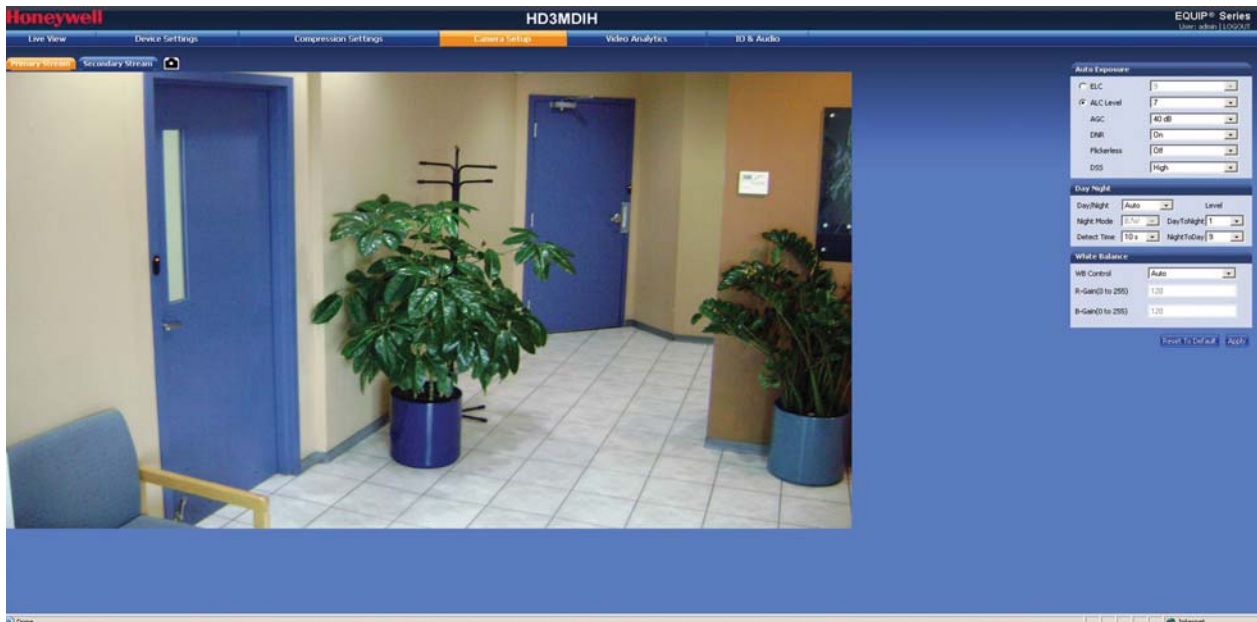 Honeywell HD3MDIH EQUIP® Series
User: admin | LOGOUT
Live View Device Settings Compression Settings Camera Setup Video Analytics IO & Audio
Primary Stream Secondary Stream
Auto Exposure
ELC
ALC Level 7
AGC 40 dB
DNR On
Flickerless Off
DSS High
Day Night
Day/Night Auto Level
Night Mode B/W DayToNight 1
Detect Time 10 s NightToDay 9
White Balance
WB Control Auto
R-Gain(0 to 255) 128
B-Gain(0 to 255) 128
Reset To Default Apply
Done Internet